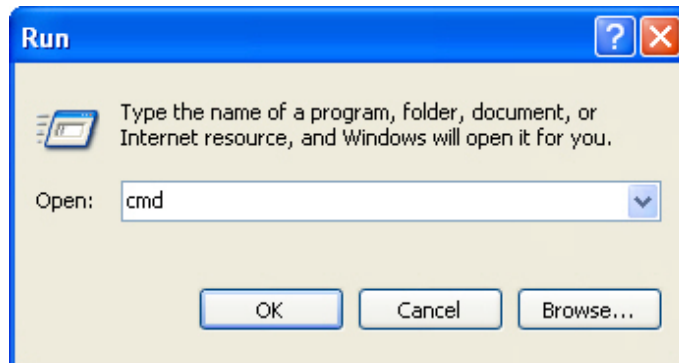 Run
Type the name of a program, folder, document, or
Internet resource, and Windows will open it for you.
Open: cmd
OK Cancel Browse...